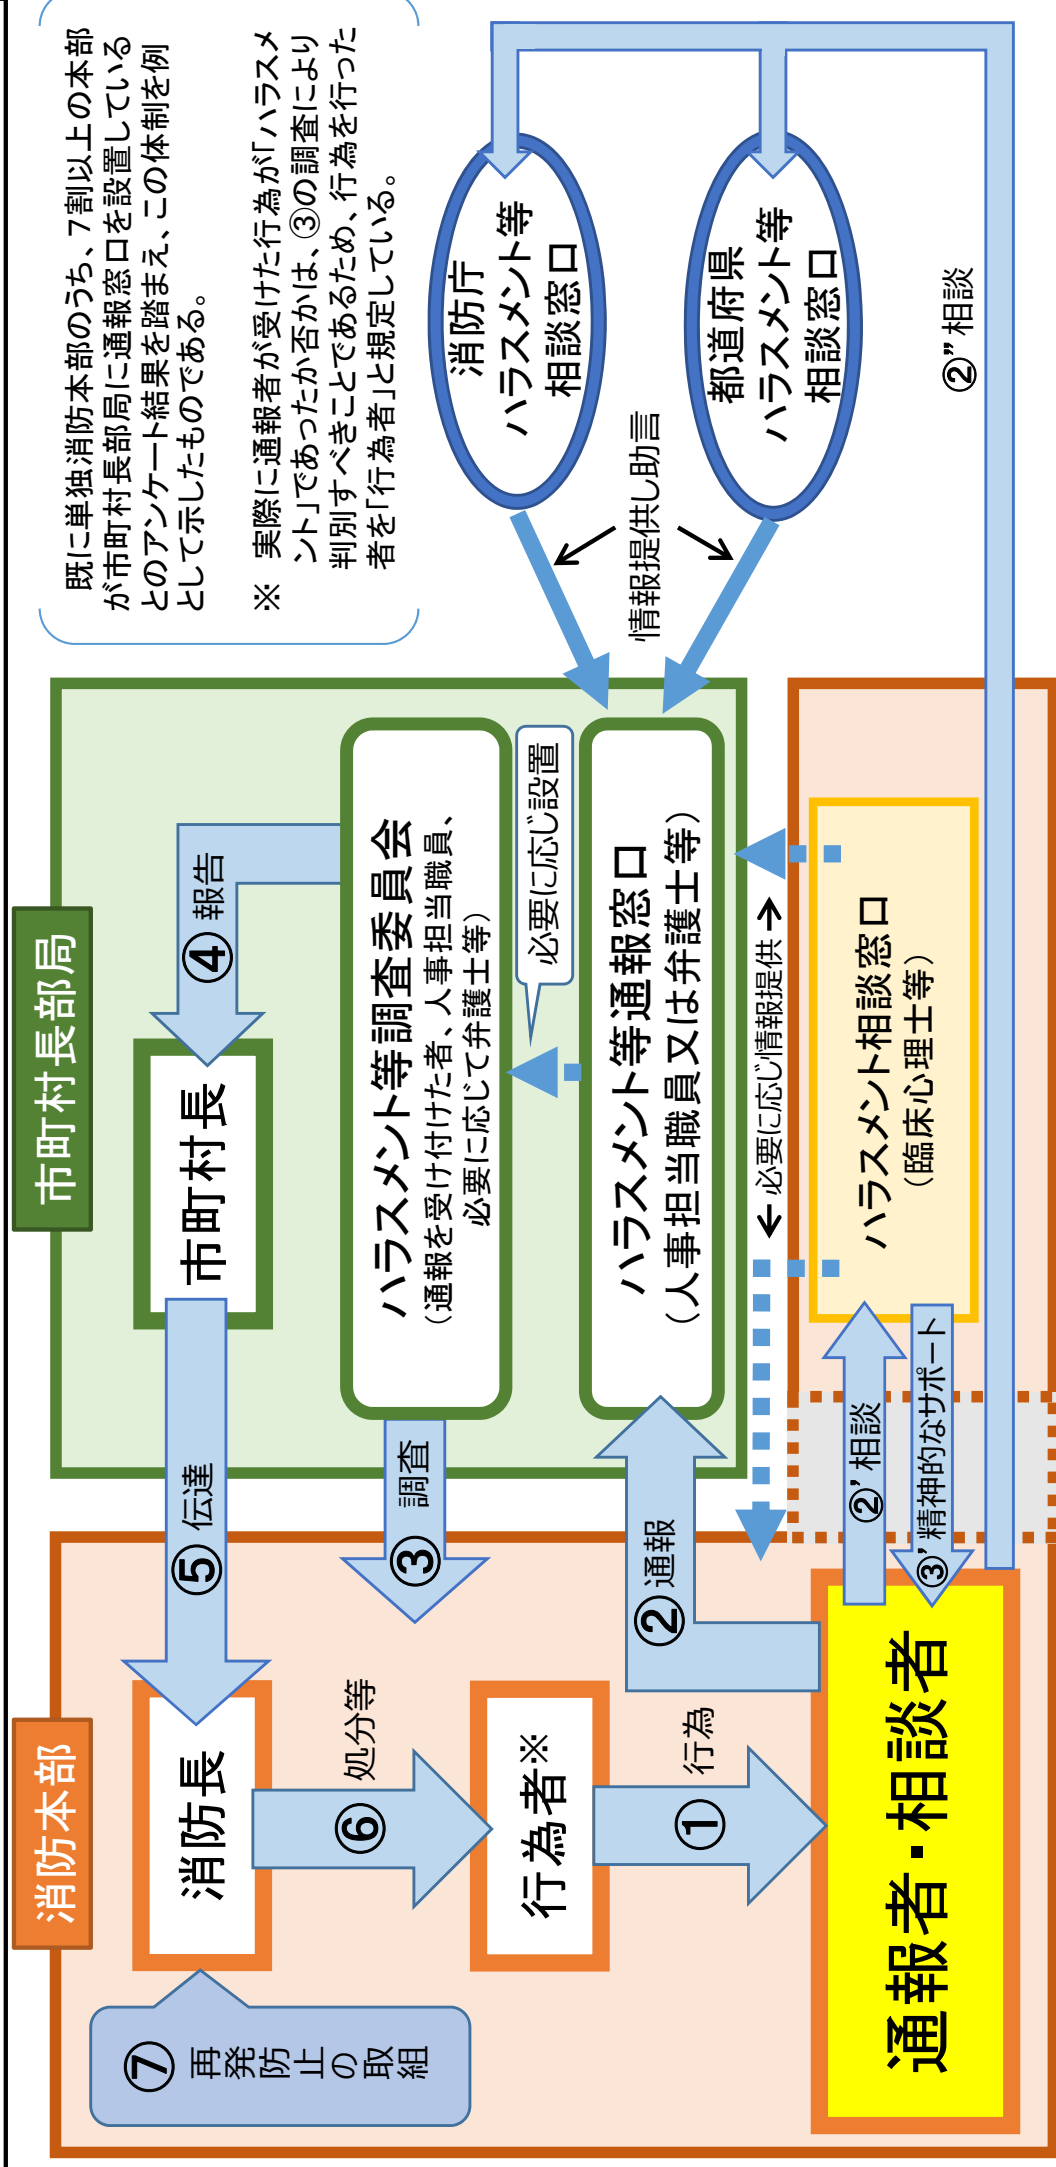 消防本部
消防長
⑦
再発防止の取組
⑥
処分等
行為者※
①
行為
通報者・相談者
⑤ 伝達
③ 調査
② 通報
②’相談
③’精神的なサポート
市町村長部局
市町村長
④ 報告
ハラスメント等調査委員会
（通報を受け付けた者、人事担当職員、
必要に応じて弁護士等）
必要に応じ設置
ハラスメント等通報窓口
（人事担当職員又は弁護士等）
←必要に応じ情報提供→
ハラスメント相談窓口
（臨床心理士等）
既に単独消防本部のうち、７割以上の本部
が市町村長部局に通報窓口を設置している
とのアンケート結果を踏まえ、この体制を例
として示したものである。
※ 実際に通報者が受けた行為が「ハラスメ
ント」であったか否かは、③の調査により
判別すべきことであるため、行為を行った
者を「行為者」と規定している。
消防庁
ハラスメント等
相談窓口
情報提供し助言
都道府県
ハラスメント等
相談窓口
②”相談